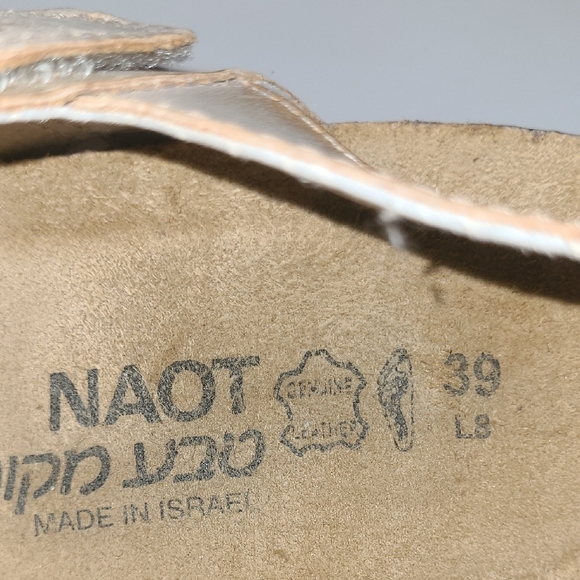 NAOT
טבע
MADE IN ISRAEL
GENUINE
LEATHER
39
L8